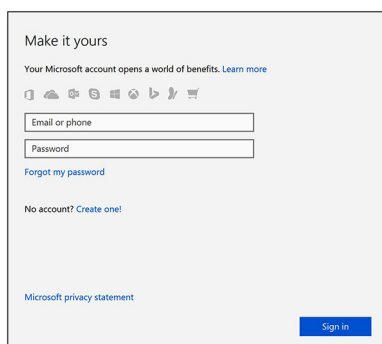 Make it yours
Your Microsoft account opens a world of benefits. Learn more
Email or phone
Password
Forgot my password
No account? Create one!
Microsoft privacy statement
Sign in